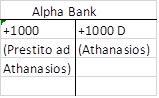 Alpha Bank
+1000
(Prestito ad
Athanasios)
+1000 D
(Athanasios)